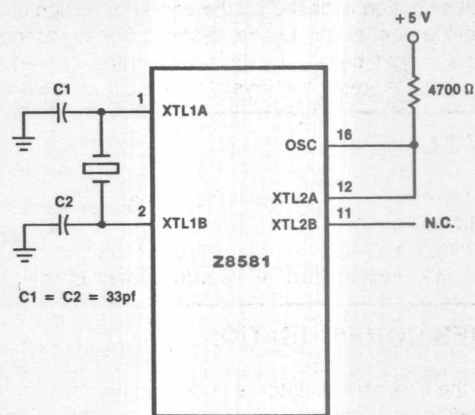 + 5 V
4700 Ω
C1
1
XTL1A
OSC
16
XTL2A
12
C2
2
XTL1B
XTL2B
11
N.C.
Z8581
C1 = C2 = 33pf